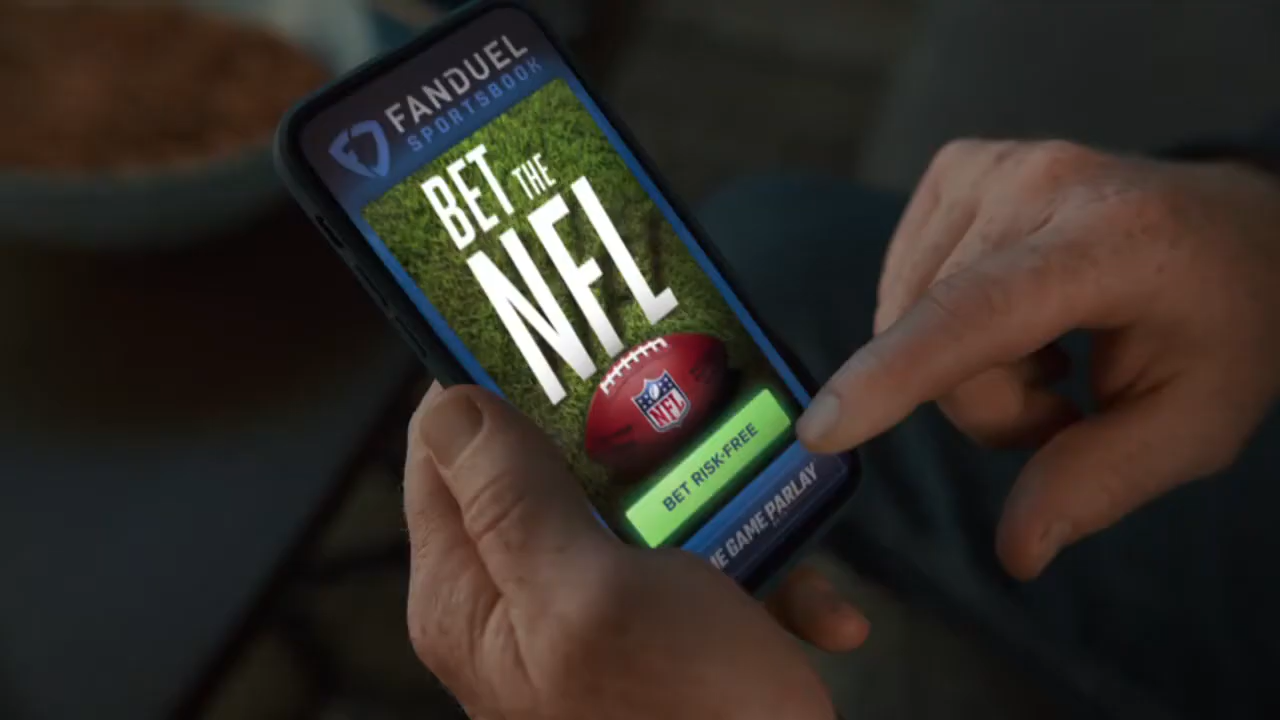 FANDUEL
SPORTSBOOK
BET THE
NFL
NFL
BET RISK-FREE
GAME PARLAY